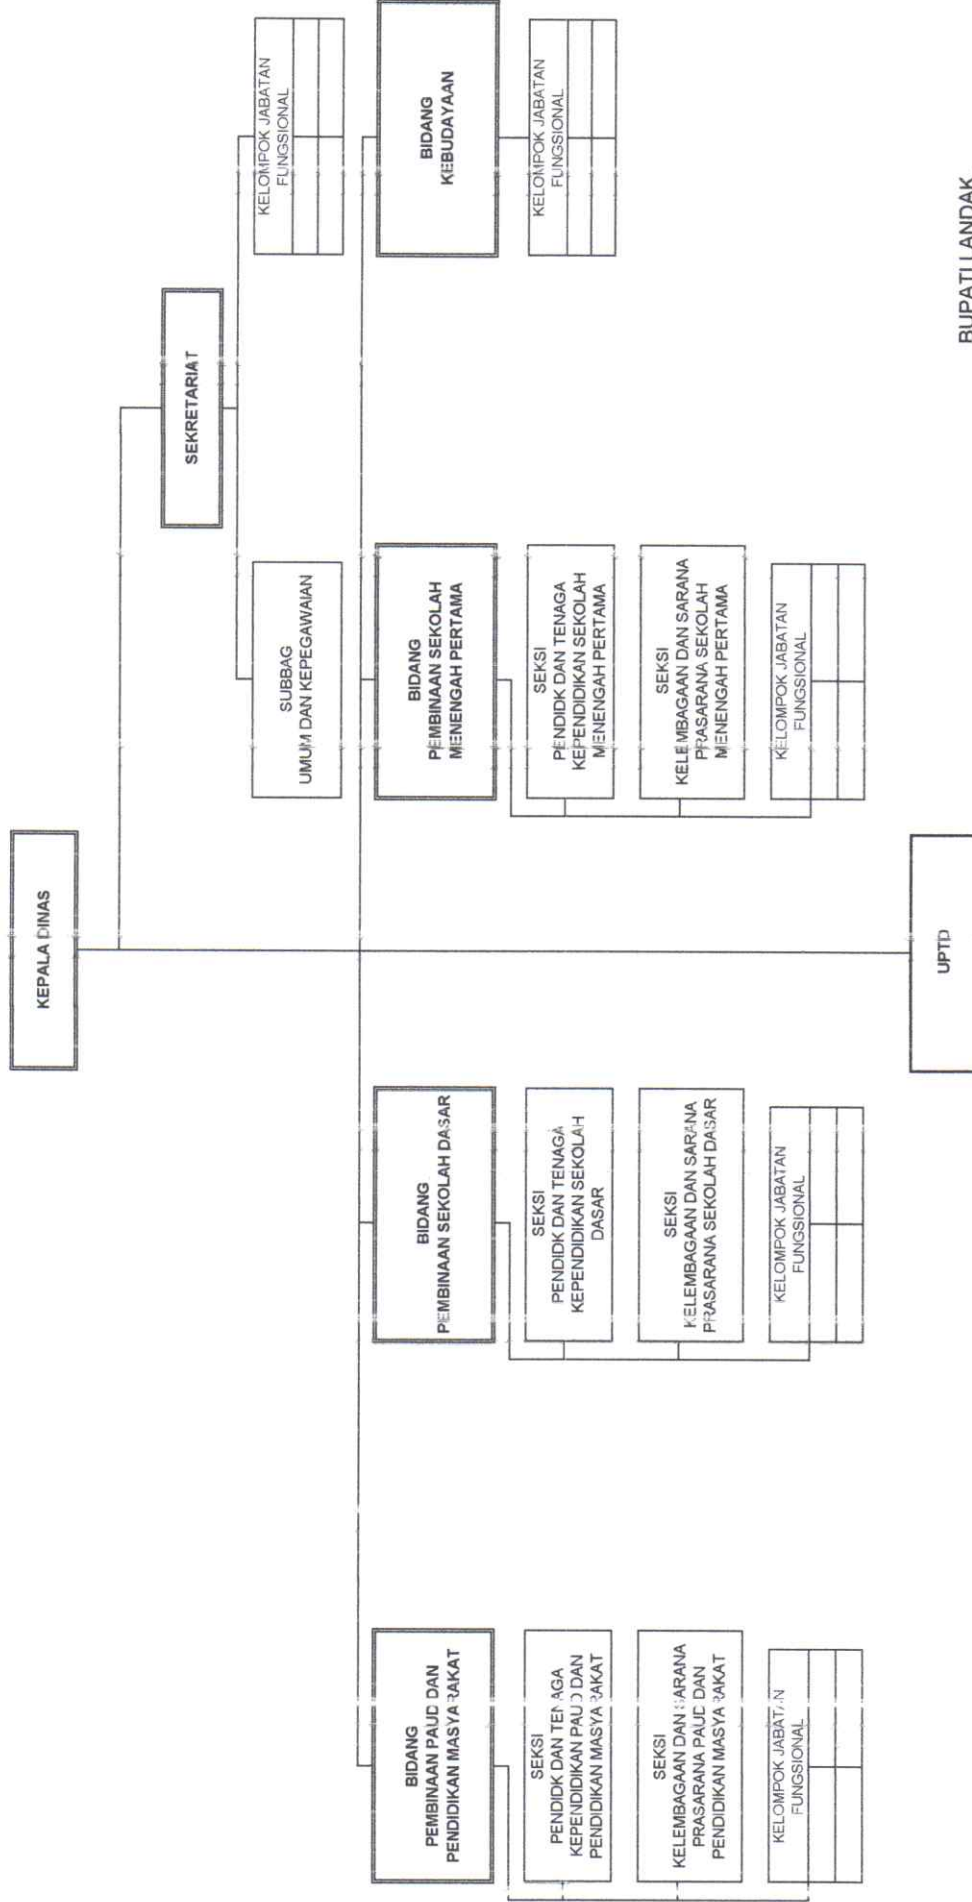 KEPALA DINAS
SEKRETARIAT
SUBBAG
UMUM DAN KEPEGAWAIAN
KELOMPOK JABATAN
FUNGSIONAL
BIDANG
PEMBINAAN PAUD DAN
PENDIDIKAN MASYARAKAT
SEKSI
PENDIDK DAN TENAGA
KEPENDIDIKAN PAUD DAN
PENDIDIKAN MASYARAKAT
SEKSI
KELEMBAGAAN DAN SARANA
PRASARANA PAUD DAN
PENDIDIKAN MASYARAKAT
KELOMPOK JABATAN
FUNGSIONAL
BIDANG
PEMBINAAN SEKOLAH DASAR
SEKSI
PENDIDK DAN TENAGA
KEPENDIDIKAN SEKOLAH
DASAR
SEKSI
KELEMBAGAAN DAN SARANA
PRASARANA SEKOLAH DASAR
KELOMPOK JABATAN
FUNGSIONAL
BIDANG
PEMBINAAN SEKOLAH
MENENGAH PERTAMA
SEKSI
PENDIDK DAN TENAGA
KEPENDIDIKAN SEKOLAH
MENENGAH PERTAMA
SEKSI
KELEMBAGAAN DAN SARANA
PRASARANA SEKOLAH
MENENGAH PERTAMA
KELOMPOK JABATAN
FUNGSIONAL
BIDANG
KEBUDAYAAN
KELOMPOK JABATAN
FUNGSIONAL
UPTD
BUPATI LANDAK